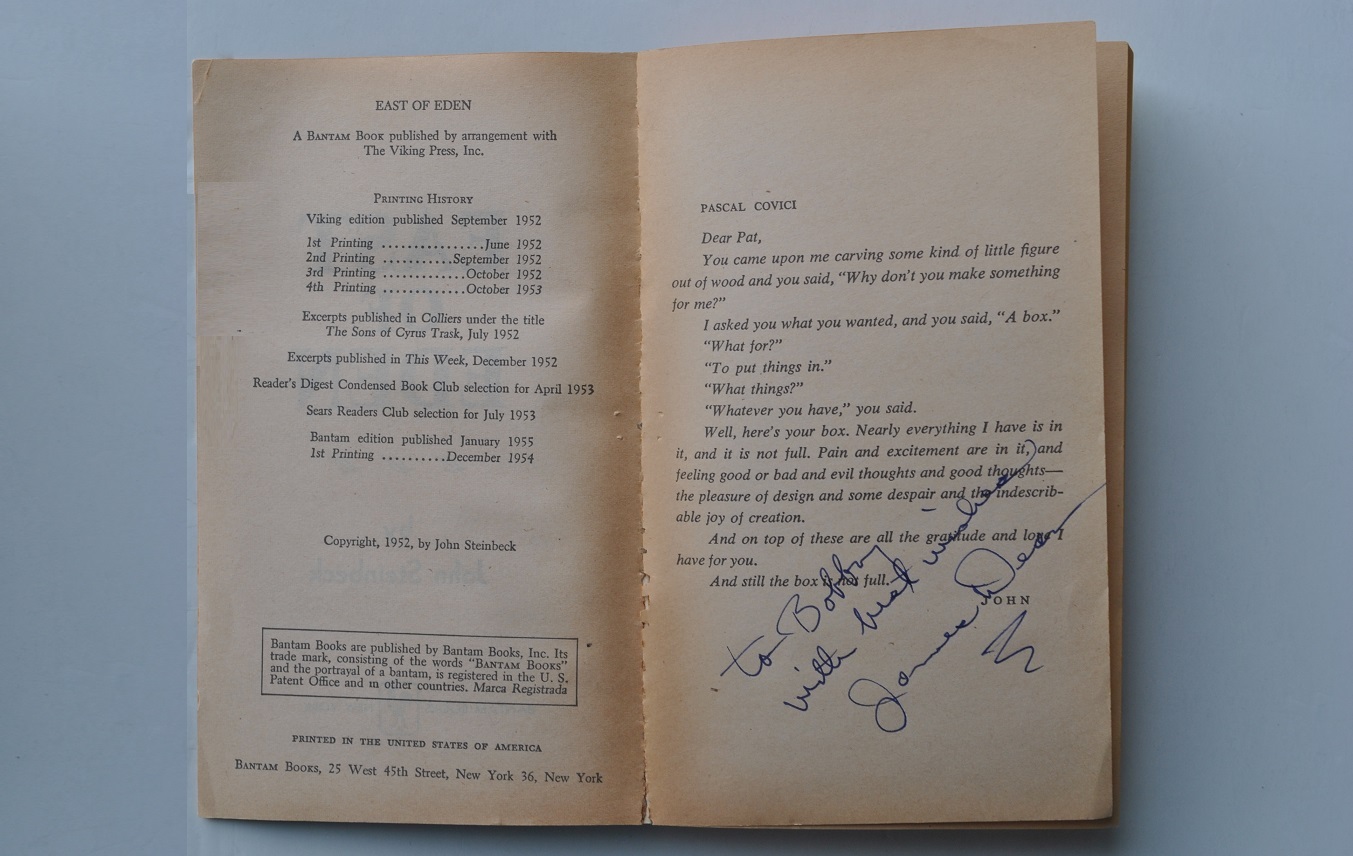 EAST OF EDEN
A BANTAM BOOK published by arrangement with
The Viking Press, Inc.
PRINTING HISTORY
Viking edition published September 1952
1st Printing ................June 1952
2nd Printing ...........September 1952
3rd Printing .............October 1952
4th Printing .............October 1953
Excerpts published in Colliers under the title
The Sons of Cyrus Trask, July 1952
Excerpts published in This Week, December 1952
Reader's Digest Condensed Book Club selection for April 1953
Sears Readers Club selection for July 1953
Bantam edition published January 1955
1st Printing ..........December 1954
Copyright, 1952, by John Steinbeck
Bantam Books are published by Bantam Books, Inc. Its
trade mark, consisting of the words "BANTAM BOOKS"
and the portrayal of a bantam, is registered in the U. S.
Patent Office and in other countries. Marca Registrada
PRINTED IN THE UNITED STATES OF AMERICA
BANTAM BOOKS, 25 West 45th Street, New York 36, New York
PASCAL COVICI
Dear Pat,
You came upon me carving some kind of little figure
out of wood and you said, “Why don't you make something
for me?”
I asked you what you wanted, and you said, “A box.”
“What for?”
“To put things in.”
“What things?”
“Whatever you have,” you said.
Well, here's your box. Nearly everything I have is in
it, and it is not full. Pain and excitement are in it, and
feeling good or bad and evil thoughts and good thoughts—
the pleasure of design and some despair and the indescrib-
able joy of creation.
And on top of these are all the gratitude and love I
have for you.
And still the box is not full.
JOHN
to Bobby
with best wishes
James Dean
John Steinbeck